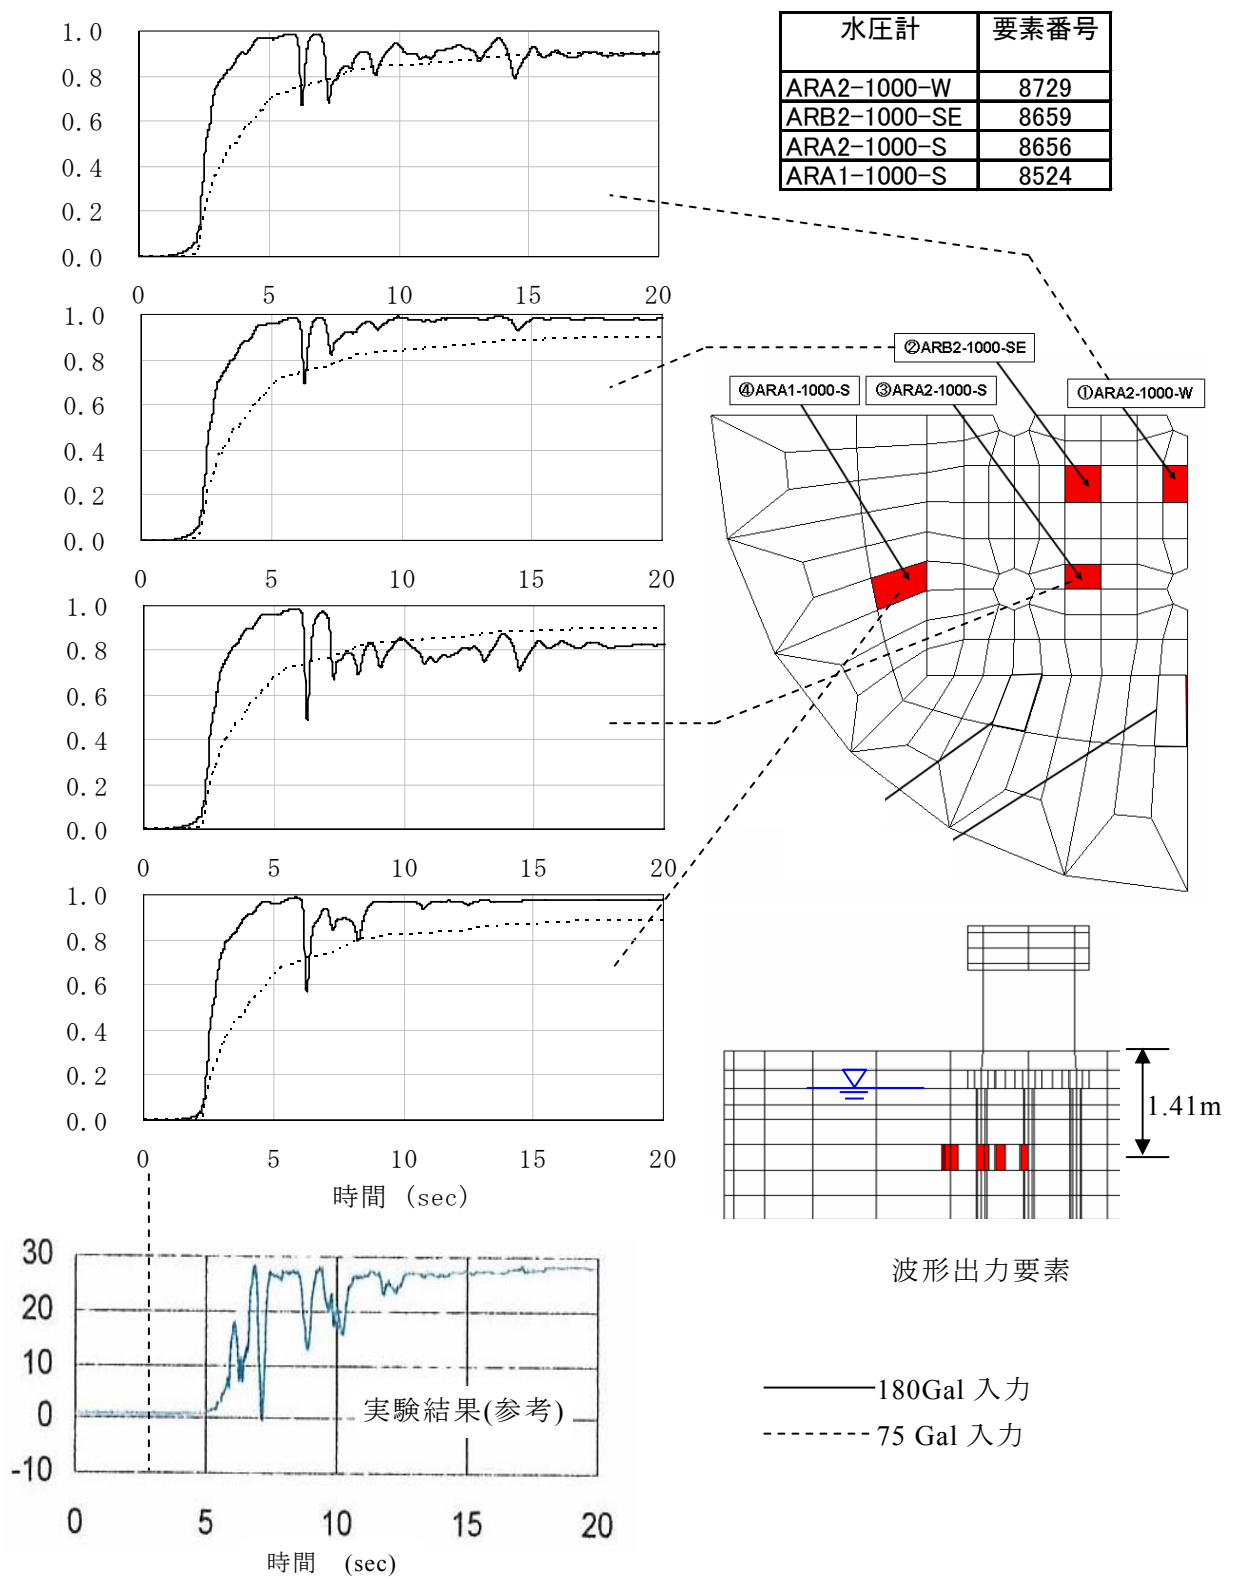 水圧計 要素番号
ARA2-1000-W 8729
ARB2-1000-SE 8659
ARA2-1000-S 8656
ARA1-1000-S 8524
1.0
0.8
0.6
0.4
0.2
0.0
0 5 10 15 20
1.0
0.8
0.6
0.4
0.2
0.0
0 5 10 15 20
1.0
0.8
0.6
0.4
0.2
0.0
0 5 10 15 20
1.0
0.8
0.6
0.4
0.2
0.0
0 5 10 15 20
時間 (sec)
②ARB2-1000-SE
④ARA1-1000-S
③ARA2-1000-S
①ARA2-1000-W
1.41m
波形出力要素
30
20
10
0
-10
実験結果(参考)
0 5 10 15 20
時間 (sec)
180Gal 入力
75 Gal 入力